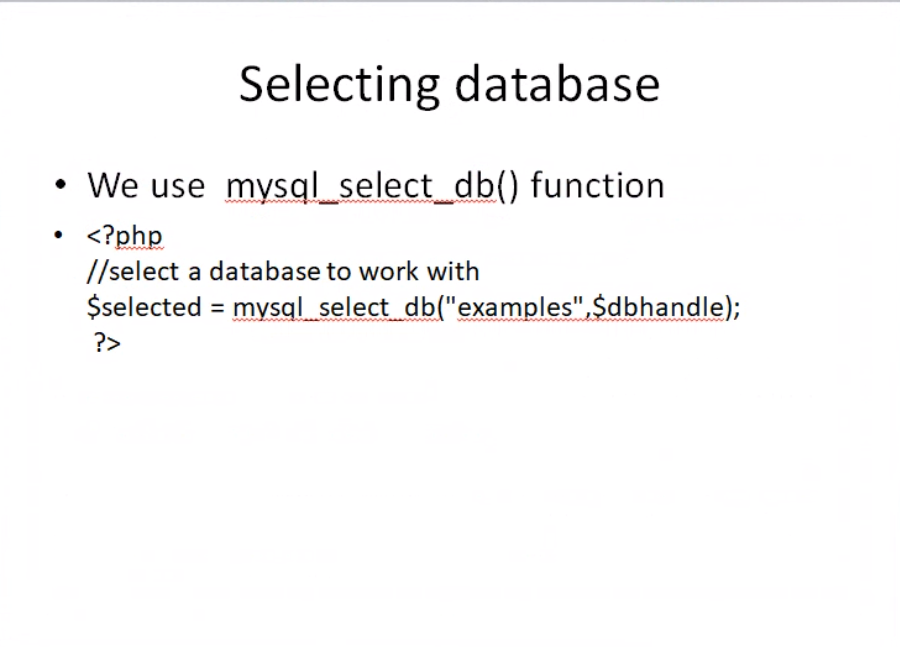 Selecting database
• We use  mysql_select_db() function
• <?php
//select a database to work with
$selected = mysql_select_db("examples",$dbhandle);
?>